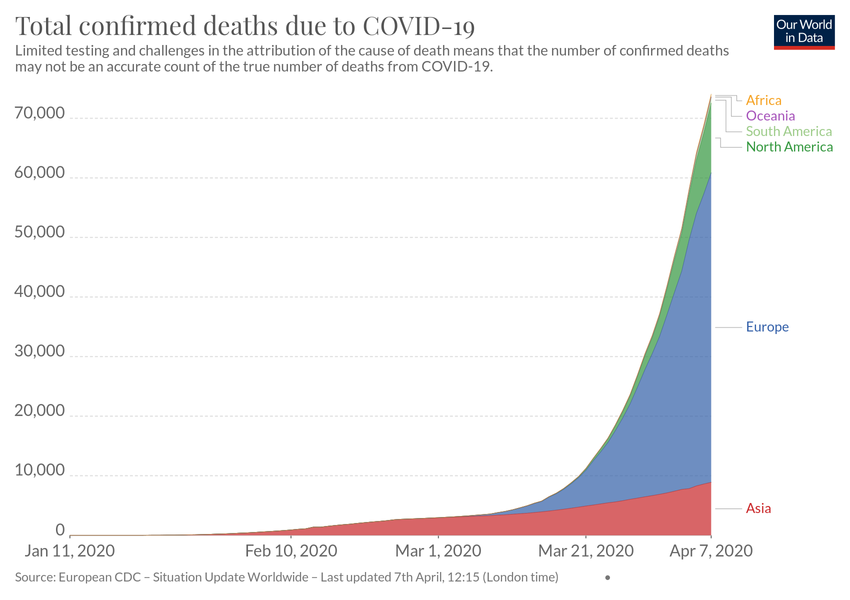 Total confirmed deaths due to COVID-19
Our World
in Data
Limited testing and challenges in the attribution of the cause of death means that the number of confirmed deaths
may not be an accurate count of the true number of deaths from COVID-19.
70,000
60,000
50,000
40,000
30,000
20,000
10,000
0
Africa
Oceania
South America
North America
Europe
Asia
Jan 11, 2020
Feb 10, 2020
Mar 1, 2020
Mar 21, 2020
Apr 7, 2020
Source: European CDC – Situation Update Worldwide – Last updated 7th April, 12:15 (London time)